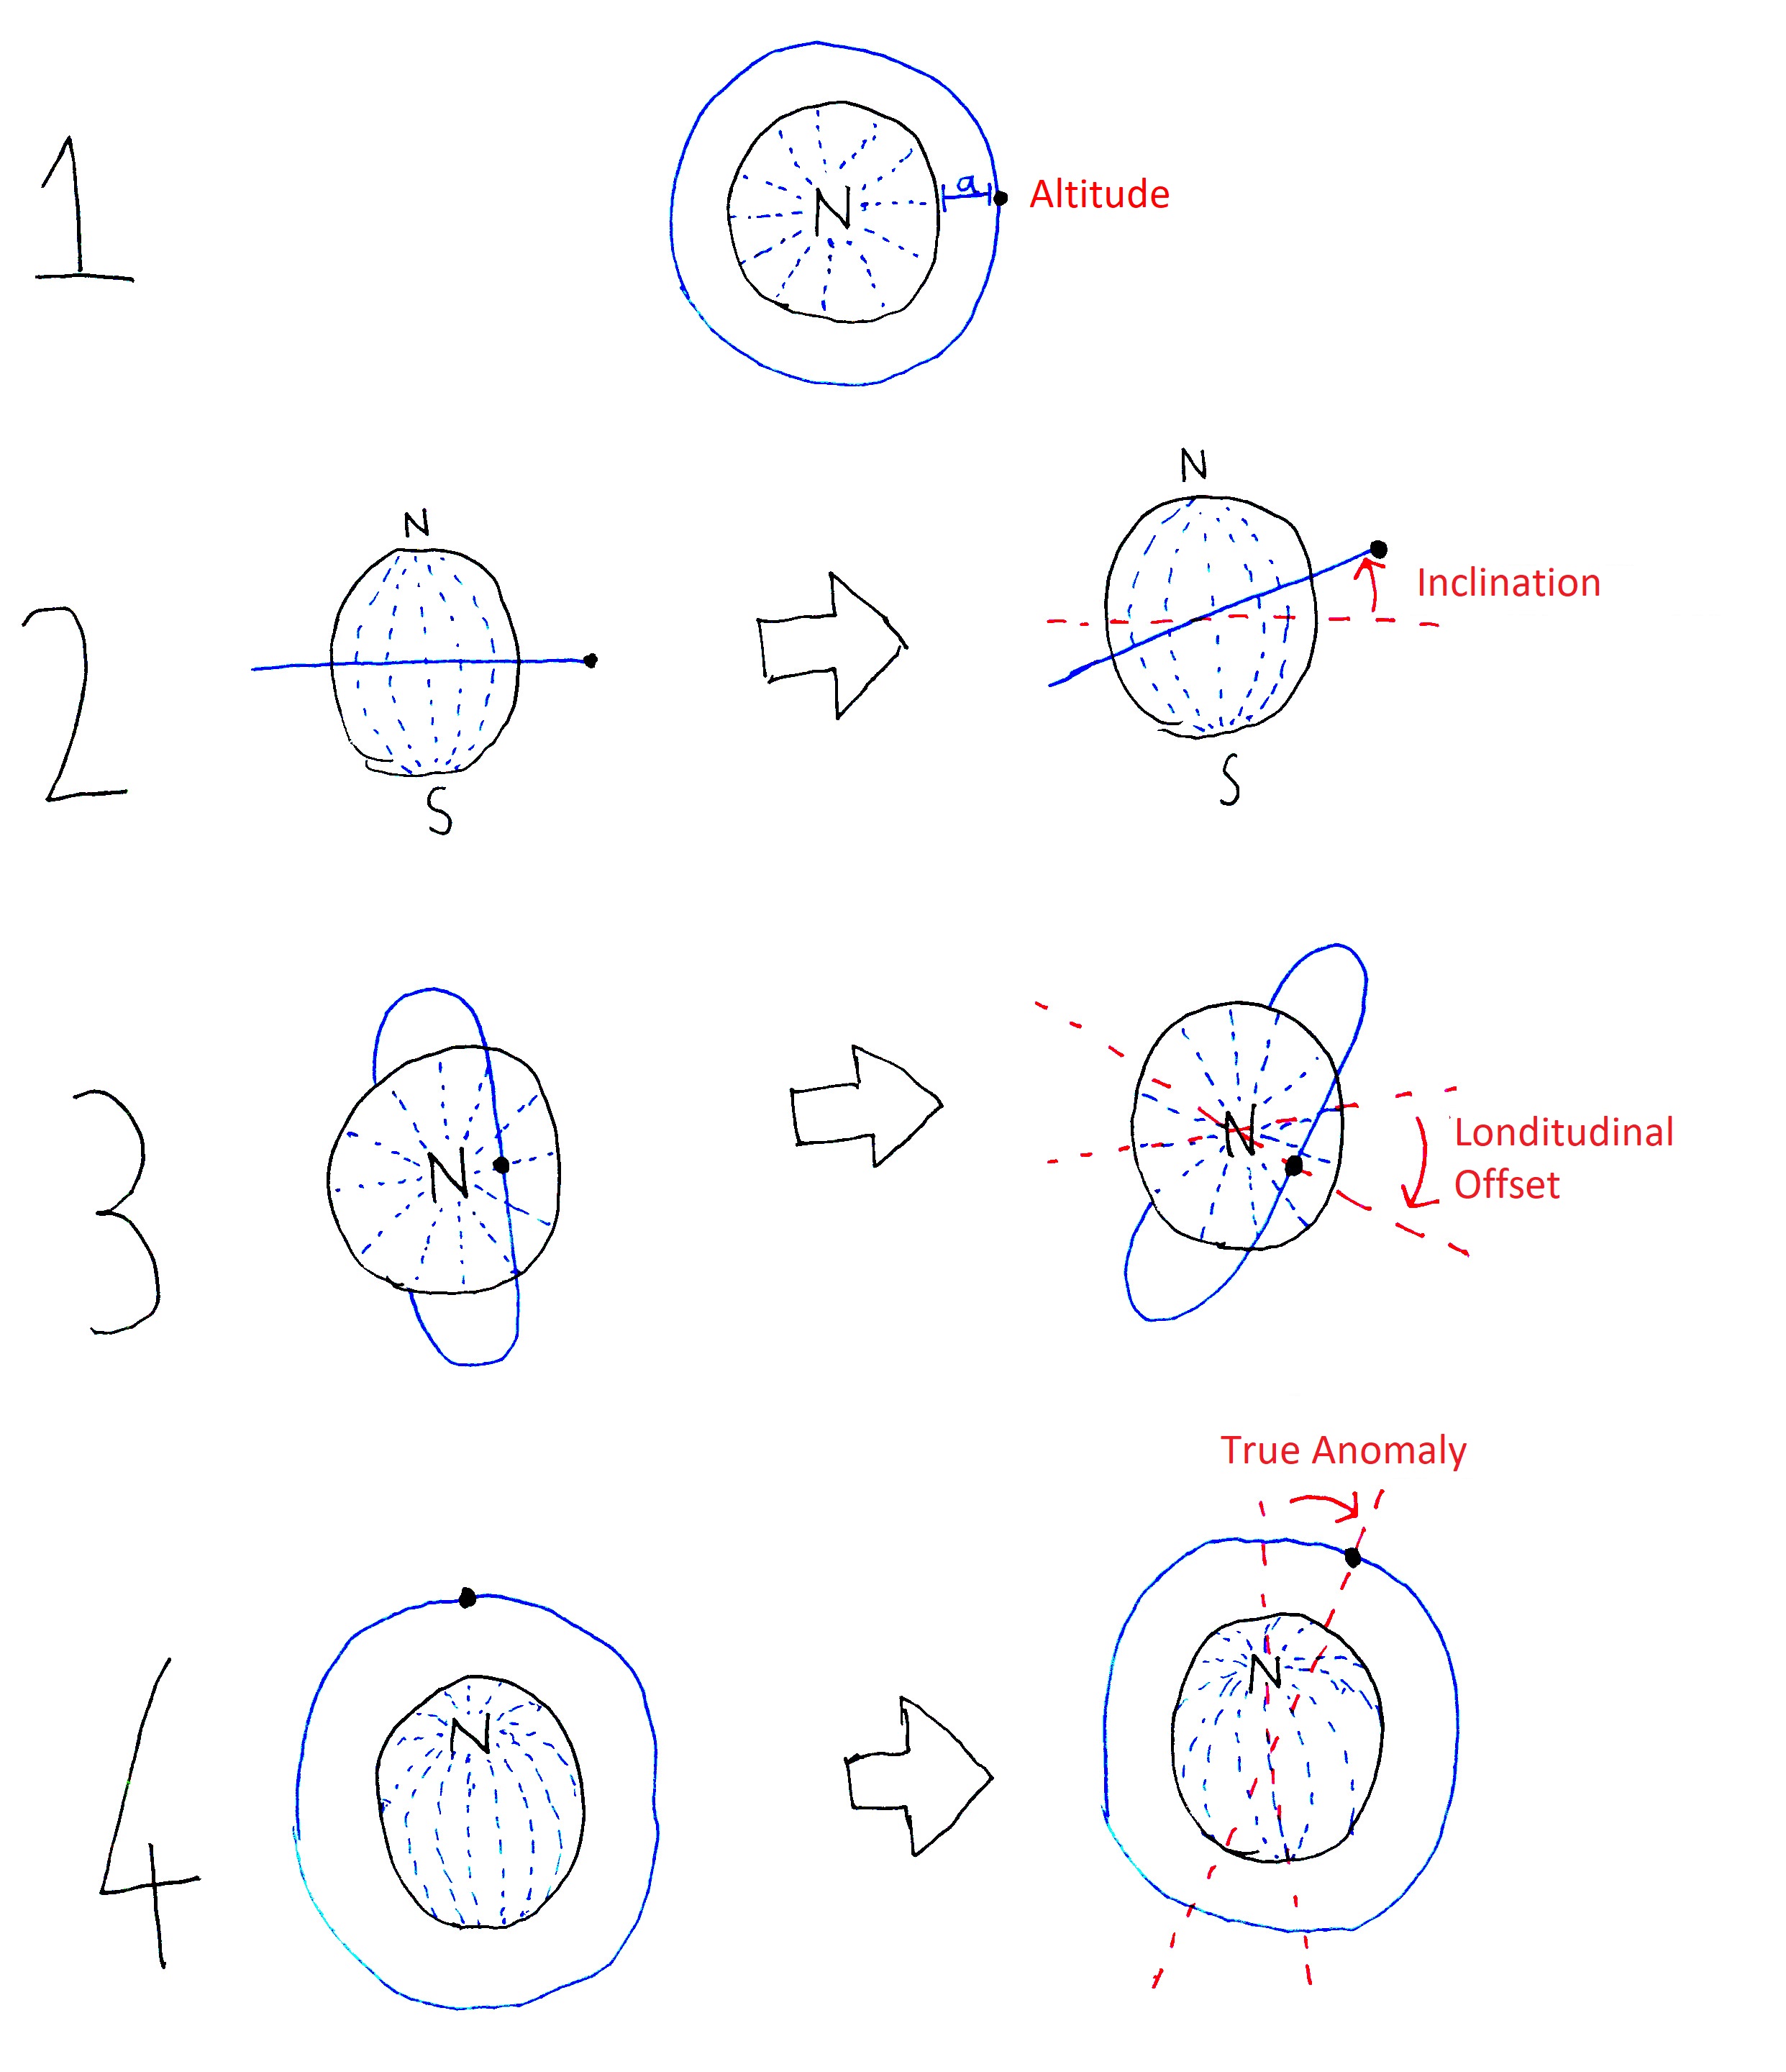 1
N
a
Altitude
2
N
S
N
Inclination
S
3
N
N
Londitudinal
Offset
4
N
True Anomaly
N